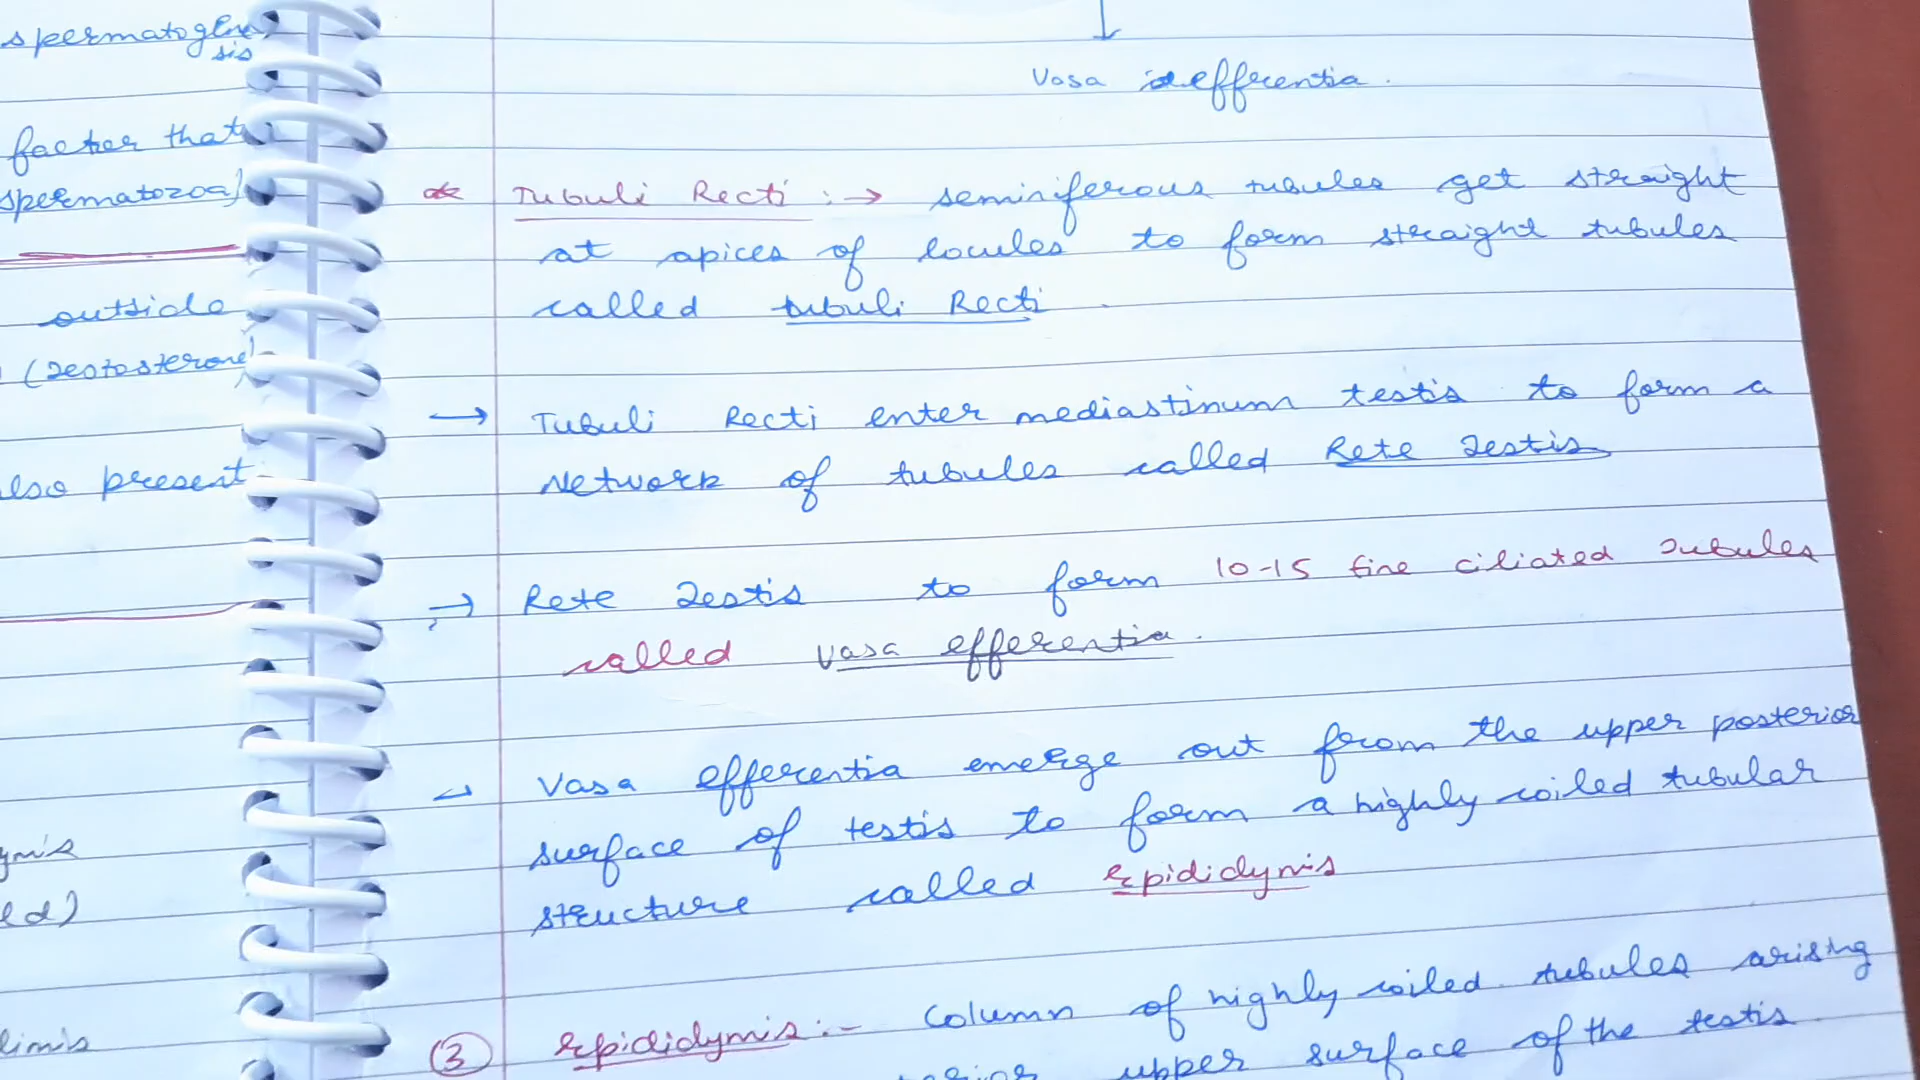 spermatogene
sis
factor that
spermatozoa)
outside
(Testosterone)
also present
ed)
Vasa efferentia.
Tubuli Recti :→ seminiferous tubules get straight
at apices of locules to form straight tubules
called tubuli Recti.
→ Tubuli Recti enter mediastinum testis to form a
Network of tubules called Rete Testis
→ Rete Testis to form 10-15 fine ciliated Tubules
called vasa efferentia.
→ Vasa efferentia emerge out from the upper posterior
surface of testis to form a highly coiled tubular
structure called Epididymis
(3) Epididymis :- Column of highly coiled tubules arising
upper surface of the testis